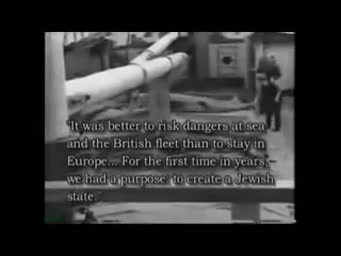 "It was better to risk dangers at sea
and the British fleet than to stay in
Europe... For the first time in years,
we had a purpose: to create a Jewish
state."